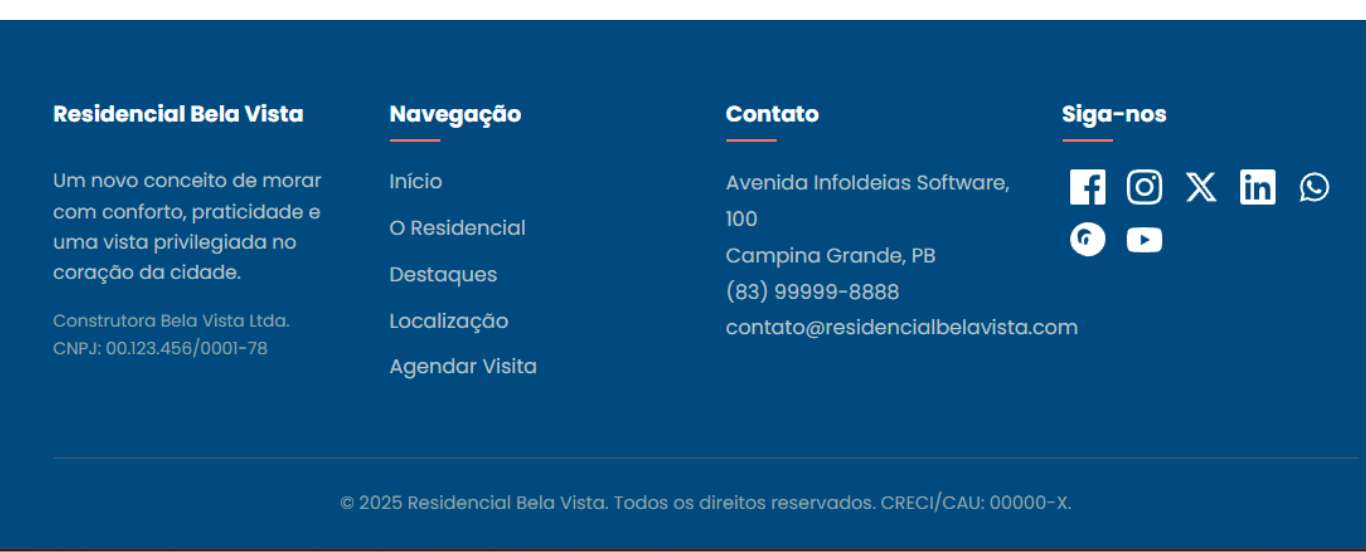 Residencial Bela Vista
Um novo conceito de morar
com conforto, praticidade e
uma vista privilegiada no
coração da cidade.
Construtora Bela Vista Ltda.
CNPJ: 00.123.456/0001-78
Navegação
Início
O Residencial
Destaques
Localização
Agendar Visita
Contato
Avenida InfoIdeias Software,
100
Campina Grande, PB
(83) 99999-8888
contato@residencialbelavista.com
Siga-nos
© 2025 Residencial Bela Vista. Todos os direitos reservados. CRECI/CAU: 00000-X.